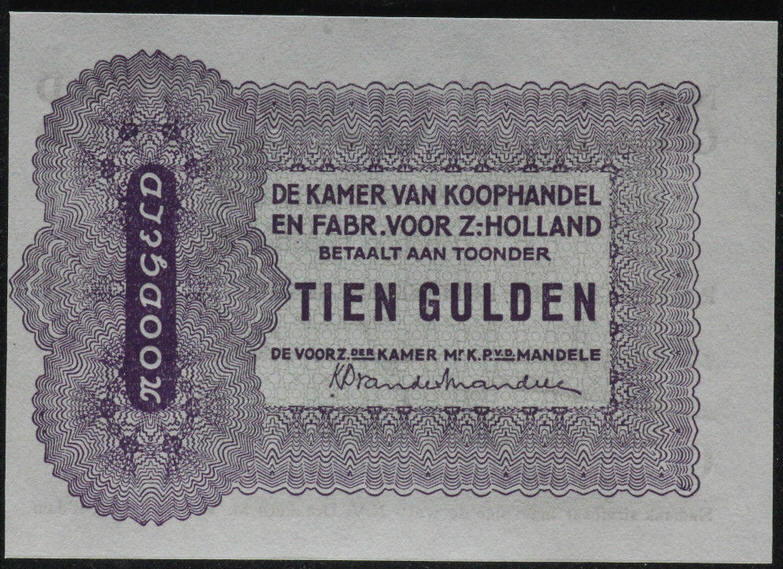 NOODGELD
DE KAMER VAN KOOPHANDEL
EN FABR. VOOR Z:HOLLAND
BETAALT AAN TOONDER
TIEN GULDEN
DE VOORZ. DER KAMER Mr K.P.V.D. MANDELE
KPvanderMandele